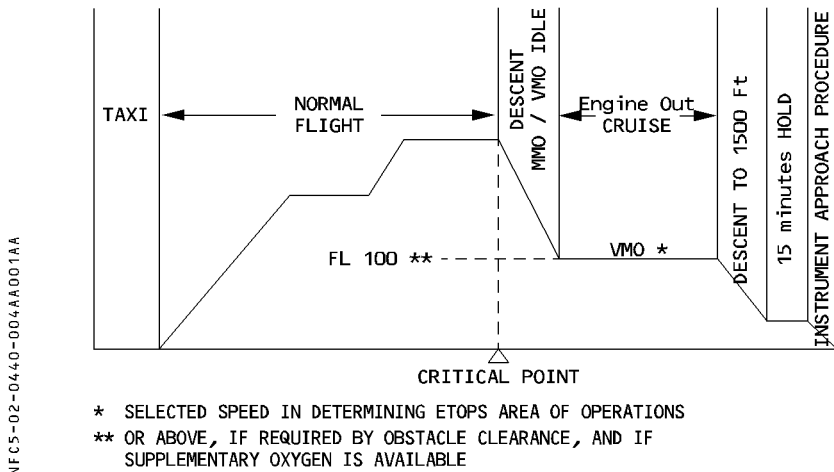 TAXI
NORMAL
FLIGHT
DESCENT
MMO / VMO IDLE
Engine Out
CRUISE
DESCENT TO 1500 Ft
15 minutes HOLD
INSTRUMENT APPROACH PROCEDURE
FL 100 **
VMO *
CRITICAL POINT
* SELECTED SPEED IN DETERMINING ETOPS AREA OF OPERATIONS
** OR ABOVE, IF REQUIRED BY OBSTACLE CLEARANCE, AND IF
SUPPLEMENTARY OXYGEN IS AVAILABLE
NFC5-02-0440-004AA001AA